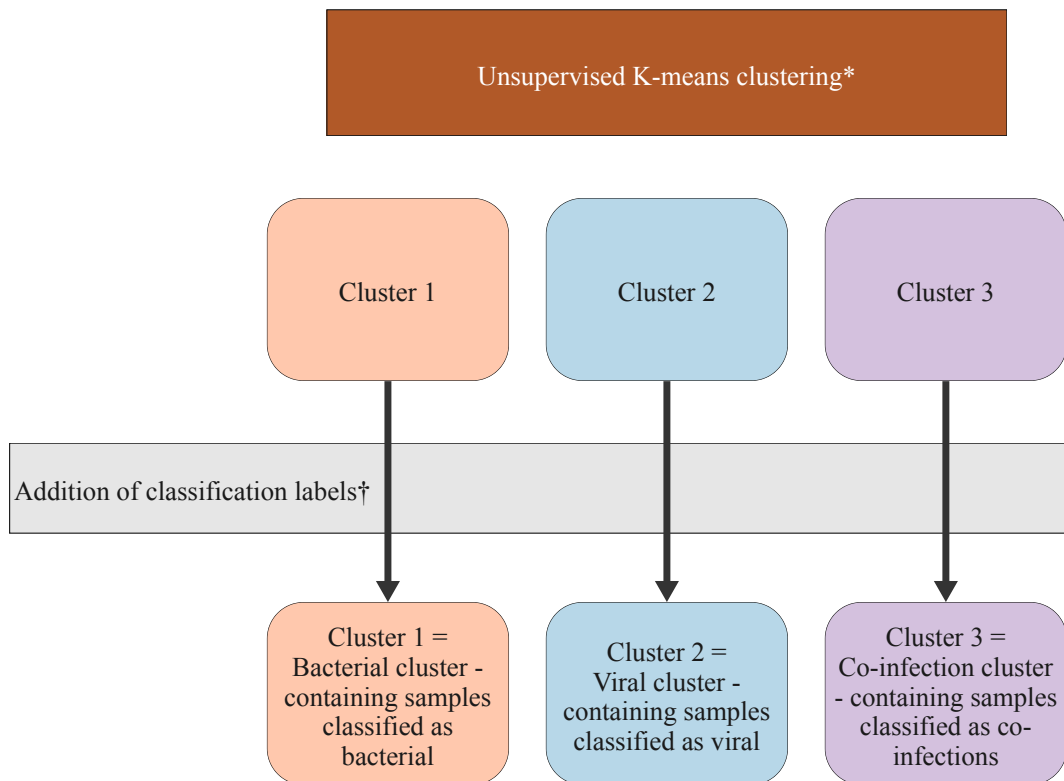 Unsupervised K-means clustering*
Cluster 1
Cluster 2
Cluster 3
Addition of classification labels†
Cluster 1 =
Bacterial cluster -
containing samples
classified as
bacterial
Cluster 2 =
Viral cluster -
containing samples
classified as viral
Cluster 3 =
Co-infection cluster
- containing samples
classified as co-
infections